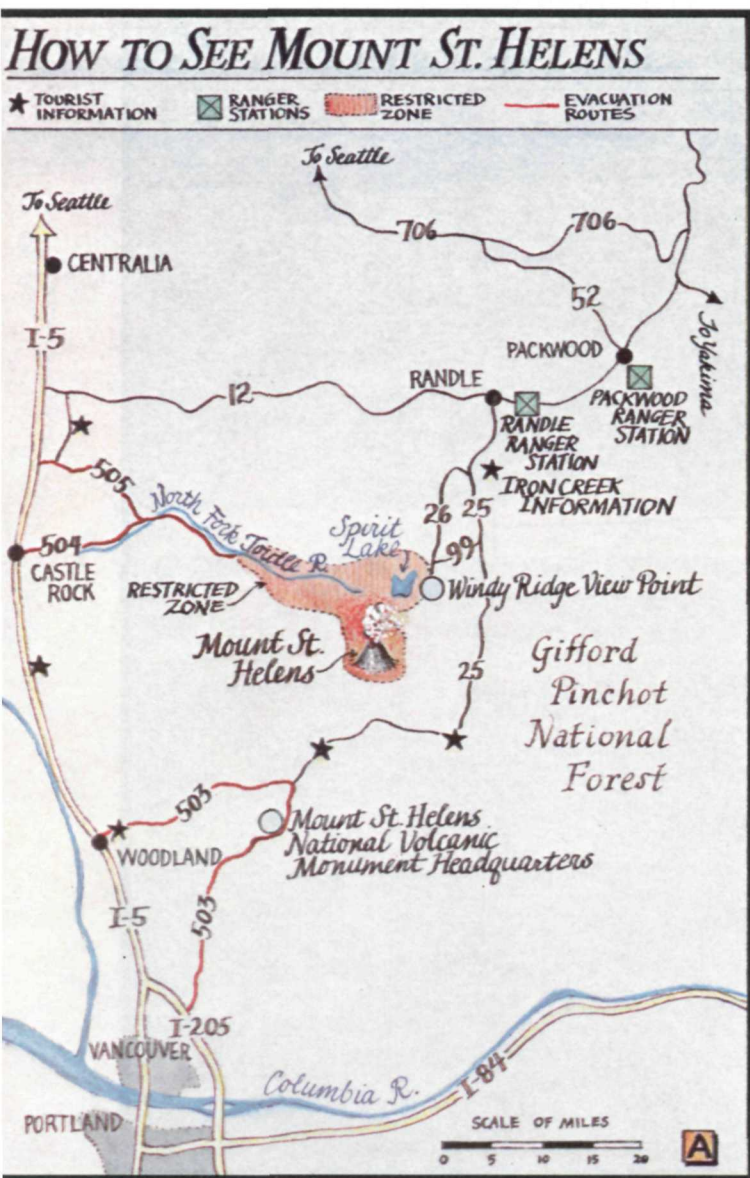 HOW TO SEE MOUNT ST. HELENS
TOURIST
INFORMATION
RANGER
STATIONS
RESTRICTED
ZONE
EVACUATION
ROUTES
To Seattle
To Seattle
706
706
CENTRALIA
52
I-5
To Yakima
PACKWOOD
RANDLE
12
PACKWOOD
RANGER
STATION
RANDLE
RANGER
STATION
505
IRON CREEK
INFORMATION
North Fork Toutle R.
26
25
Spirit
Lake
504
99
CASTLE
ROCK
RESTRICTED
ZONE
Windy Ridge View Point
Mount St.
Helens
25
Gifford
Pinchot
National
Forest
503
Mount St. Helens
National Volcanic
Monument Headquarters
WOODLAND
I-5
503
I-205
VANCOUVER
Columbia R.
I-84
PORTLAND
SCALE OF MILES
0 5 10 15 20
A